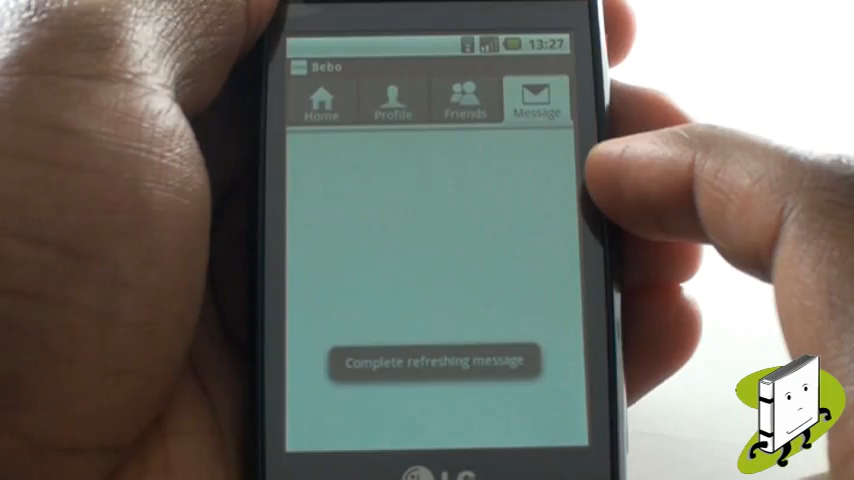 13:27
Bebo
Home Profile Friends Message
Complete refreshing message
LG